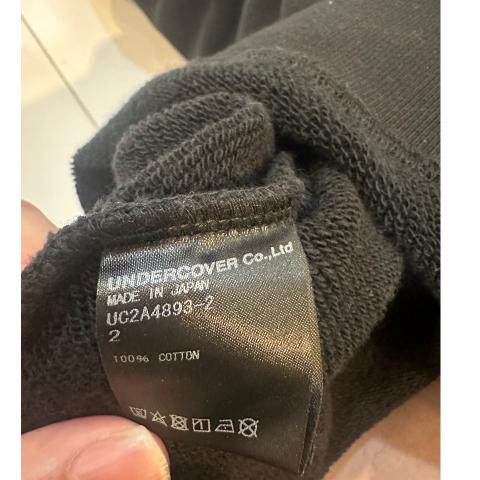 UNDERCOVER Co.,Ltd
MADE IN JAPAN
UC2A4893-2
2
100% COTTON